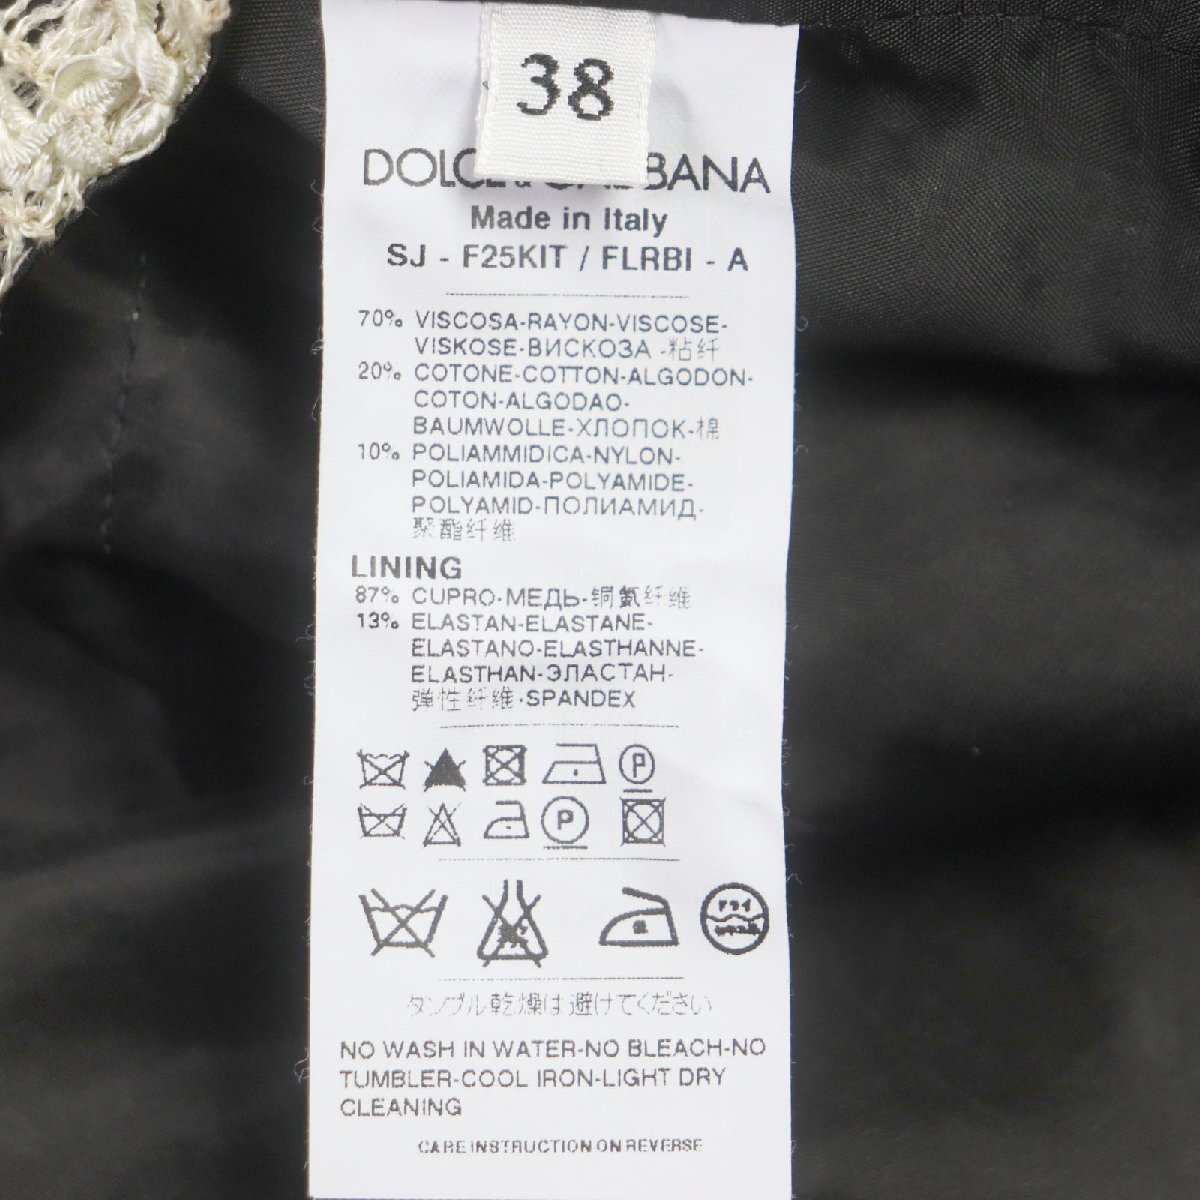 38
DOLCE & GABBANA
Made in Italy
SJ - F25KIT / FLRBI - A
70% VISCOSA-RAYON-VISCOSE-
VISKOSE-ВИСКОЗА -粘纤
20% COTONE-COTTON-ALGODON-
COTON-ALGODAO-
BAUMWOLLE-ХЛОПОК-棉
10% POLIAMMIDICA-NYLON-
POLIAMIDA-POLYAMIDE-
POLYAMID-ПОЛИАМИД-
聚酯纤维
LINING
87% CUPRO-МЕДЬ-铜氨纤维
13% ELASTAN-ELASTANE-
ELASTANO-ELASTHANNE-
ELASTHAN-ЭЛАСТАН-
弹性纤维-SPANDEX
P
P
ドライ
タンブル乾燥は避けてください
NO WASH IN WATER-NO BLEACH-NO
TUMBLER-COOL IRON-LIGHT DRY
CLEANING
CARE INSTRUCTION ON REVERSE